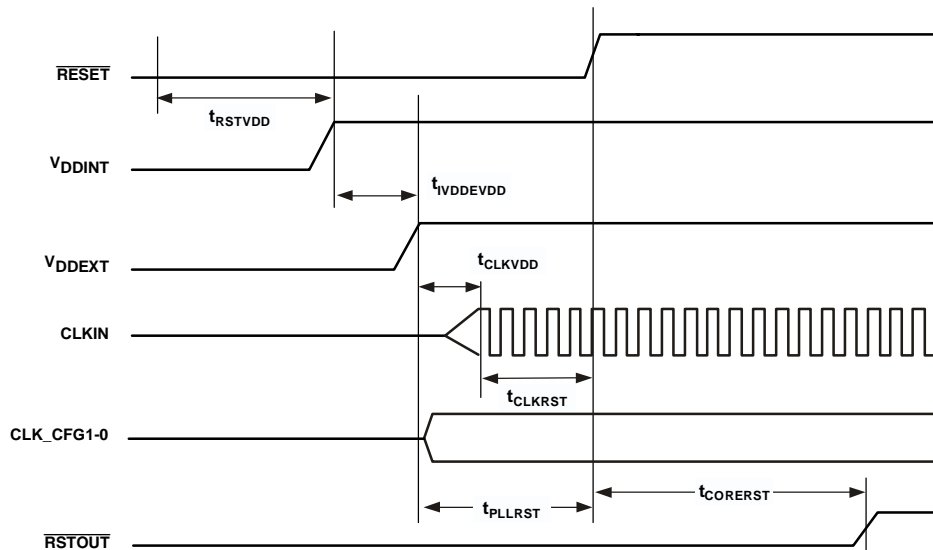 RESET
tRSTVDD
VDDINT
tIVDDEVDD
VDDEXT
tCLKVDD
CLKIN
tCLKRST
CLK_CFG1-0
tPLLRST
tCORERST
RSTOUT